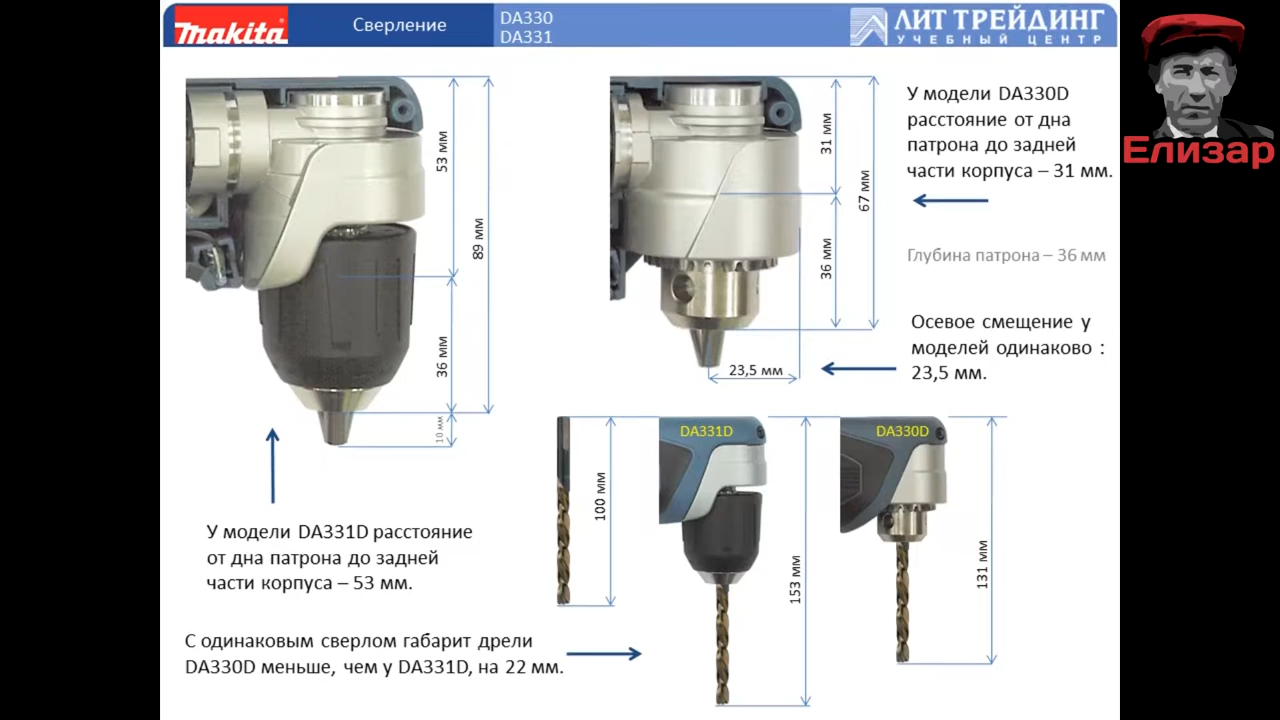 makita
Сверление
DA330
DA331
ЛИТ ТРЕЙДИНГ
УЧЕБНЫЙ ЦЕНТР
Елизар
53 мм
89 мм
36 мм
10 мм
31 мм
67 мм
36 мм
23,5 мм
У модели DA330D
расстояние от дна
патрона до задней
части корпуса – 31 мм.
Глубина патрона – 36 мм
Осевое смещение у
моделей одинаково :
23,5 мм.
У модели DA331D расстояние
от дна патрона до задней
части корпуса – 53 мм.
С одинаковым сверлом габарит дрели
DA330D меньше, чем у DA331D, на 22 мм.
100 мм
DA331D
153 мм
DA330D
131 мм